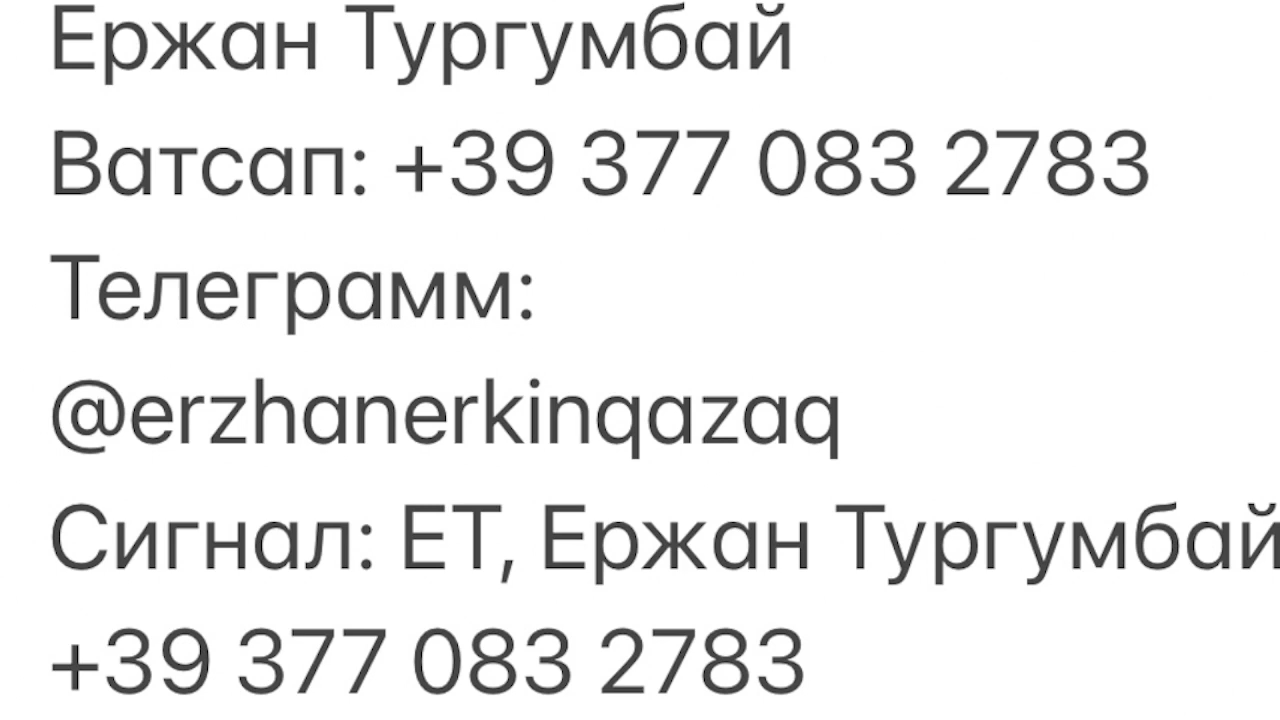 Ержан Тургумбай
Ватсап: +39 377 083 2783
Телеграмм:
@erzhanerkinqazaq
Сигнал: ЕТ, Ержан Тургумбай
+39 377 083 2783